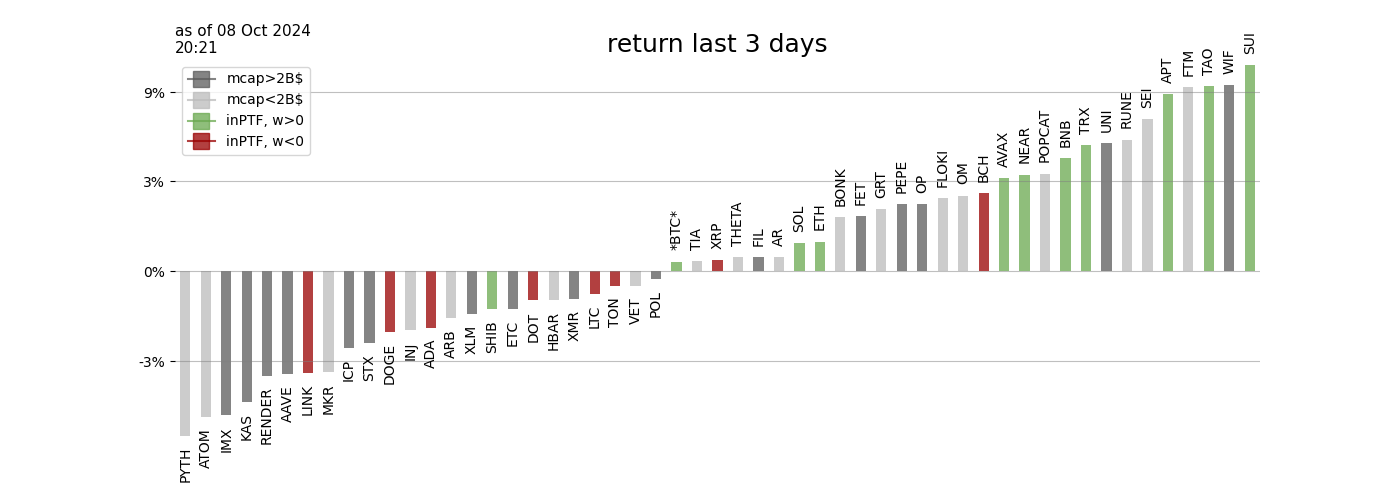 as of 08 Oct 2024
20:21
return last 3 days
mcap>2B$
mcap<2B$
inPTF, w>0
inPTF, w<0
9%
3%
0%
-3%
PYTH
ATOM
IMX
KAS
RENDER
AAVE
LINK
MKR
ICP
STX
DOGE
INJ
ADA
ARB
XLM
SHIB
ETC
DOT
HBAR
XMR
LTC
TON
VET
POL
*BTC*
TIA
XRP
THETA
FIL
AR
SOL
ETH
BONK
FET
GRT
PEPE
OP
FLOKI
OM
BCH
AVAX
NEAR
POPCAT
BNB
TRX
UNI
RUNE
SEI
APT
FTM
TAO
WIF
SUI